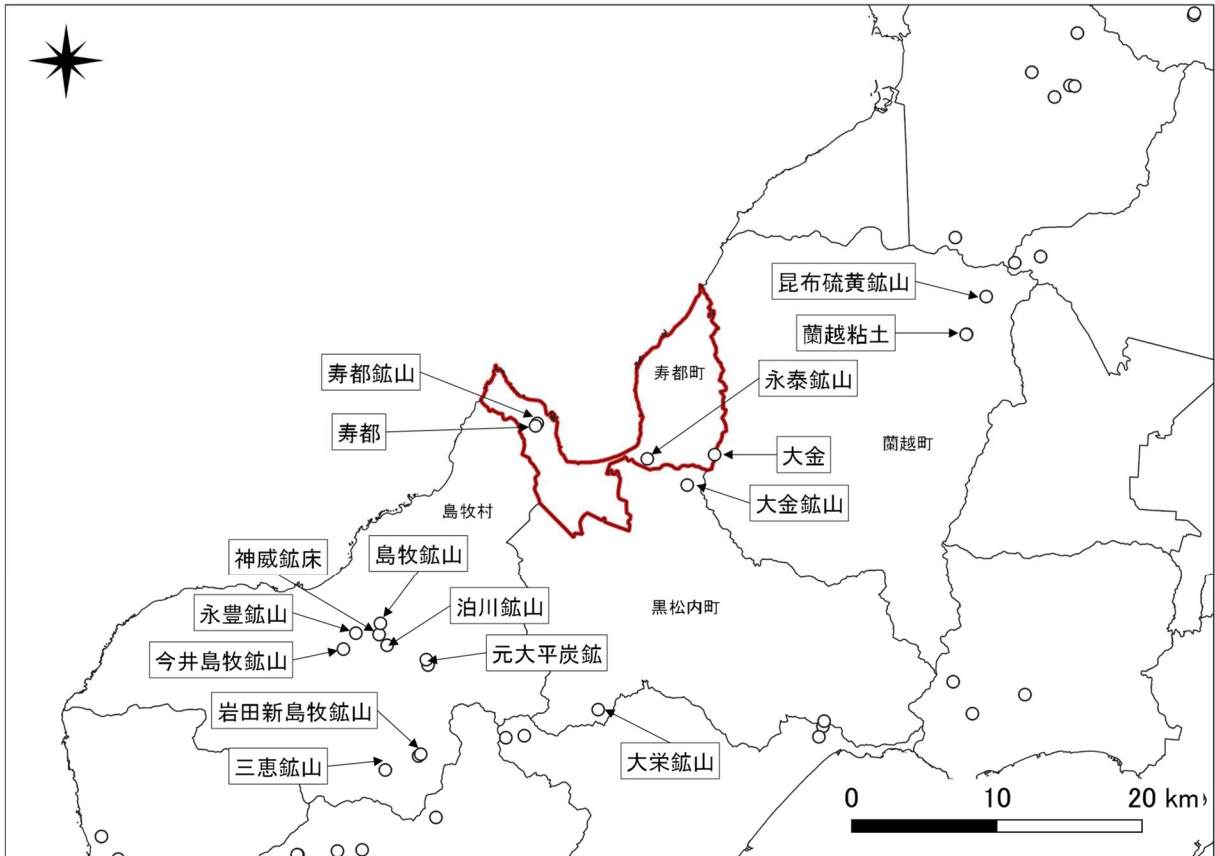 昆布硫黄鉱山
蘭越粘土
寿都鉱山
寿都町
永泰鉱山
寿都
蘭越町
大金
大金鉱山
島牧村
神威鉱床
島牧鉱山
永豊鉱山
泊川鉱山
黒松内町
今井島牧鉱山
元大平炭鉱
岩田新島牧鉱山
三恵鉱山
大栄鉱山
0 10 20 km